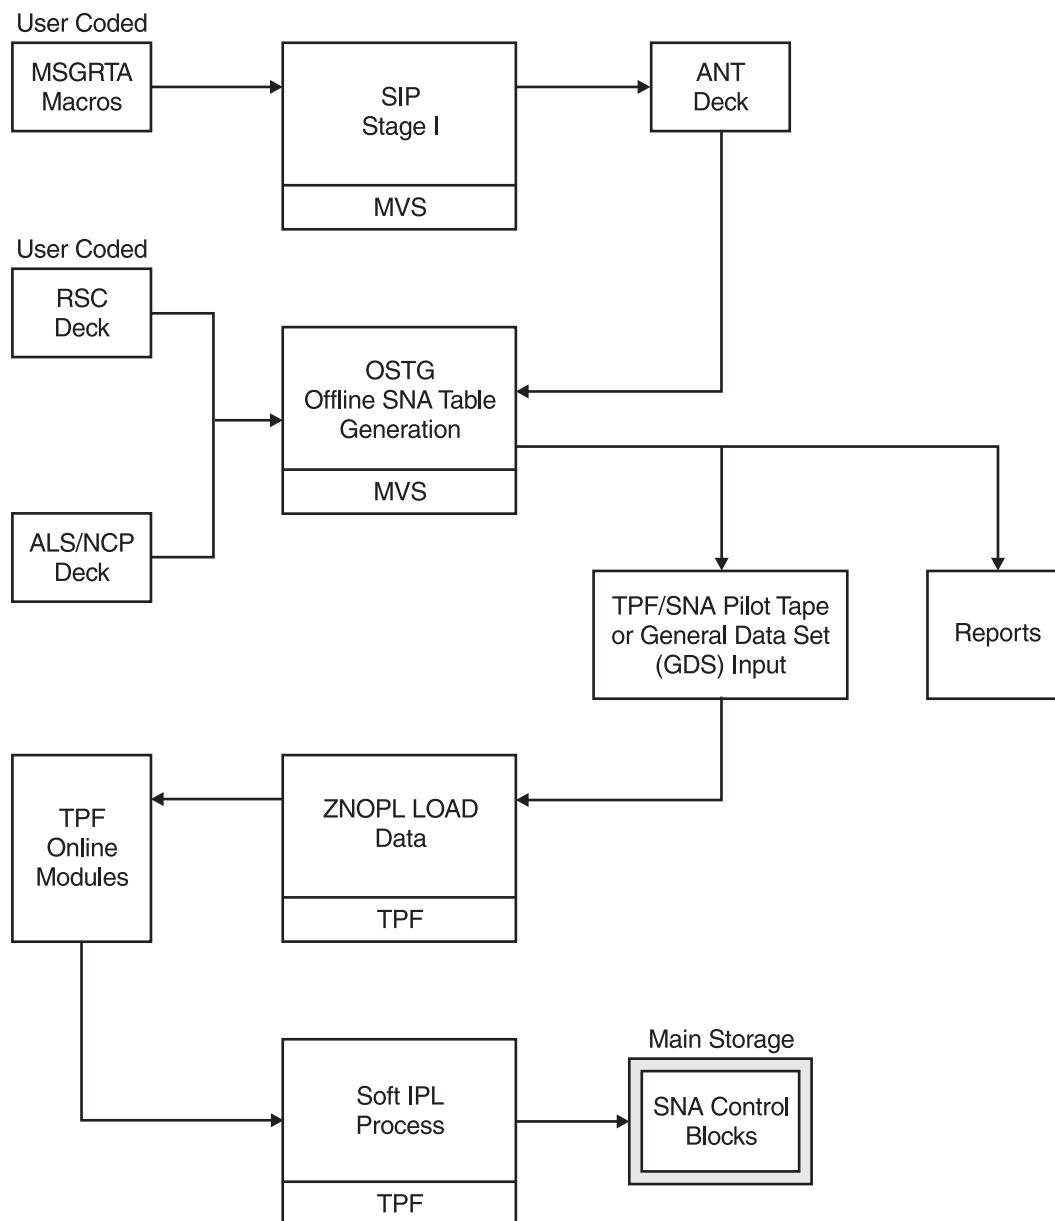 User Coded
MSGRTA
Macros
SIP
Stage I
MVS
ANT
Deck
User Coded
RSC
Deck
ALS/NCP
Deck
OSTG
Offline SNA Table
Generation
MVS
TPF/SNA Pilot Tape
or General Data Set
(GDS) Input
Reports
TPF
Online
Modules
ZNOPL LOAD
Data
TPF
Soft IPL
Process
TPF
Main Storage
SNA Control
Blocks